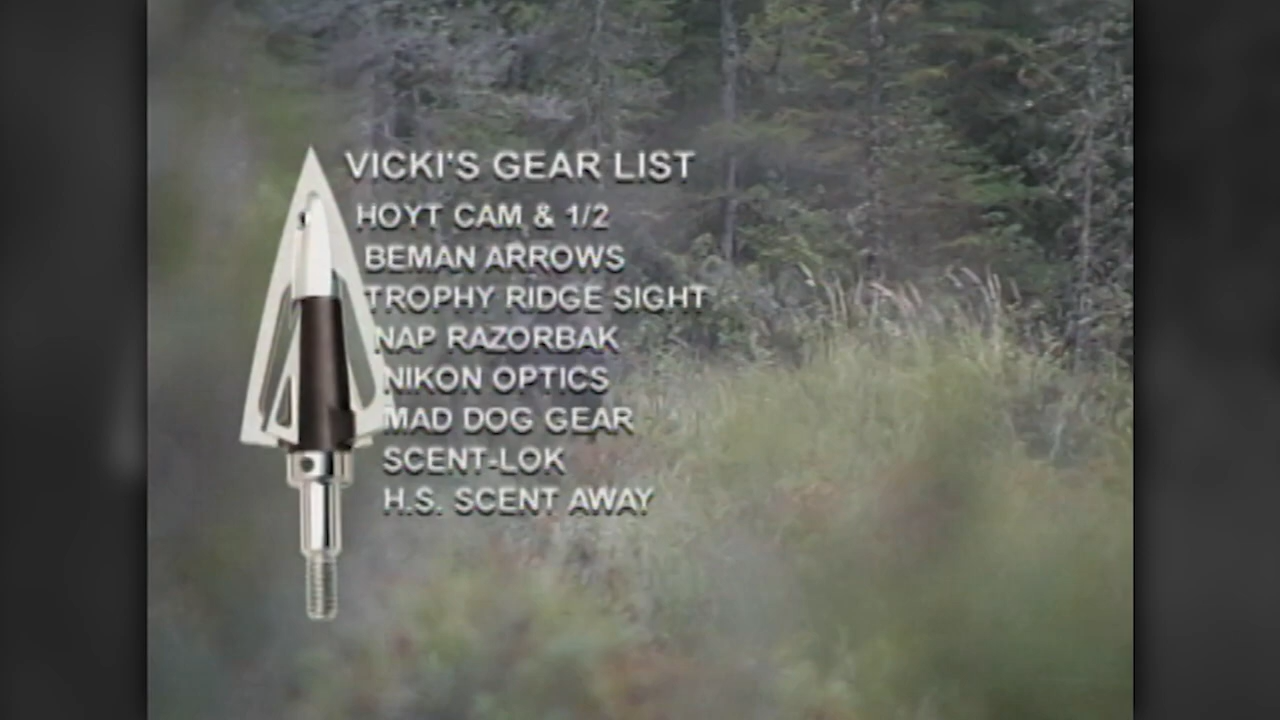 VICKI'S GEAR LIST
HOYT CAM & 1/2
BEMAN ARROWS
TROPHY RIDGE SIGHT
NAP RAZORBAK
NIKON OPTICS
MAD DOG GEAR
SCENT-LOK
H.S. SCENT AWAY